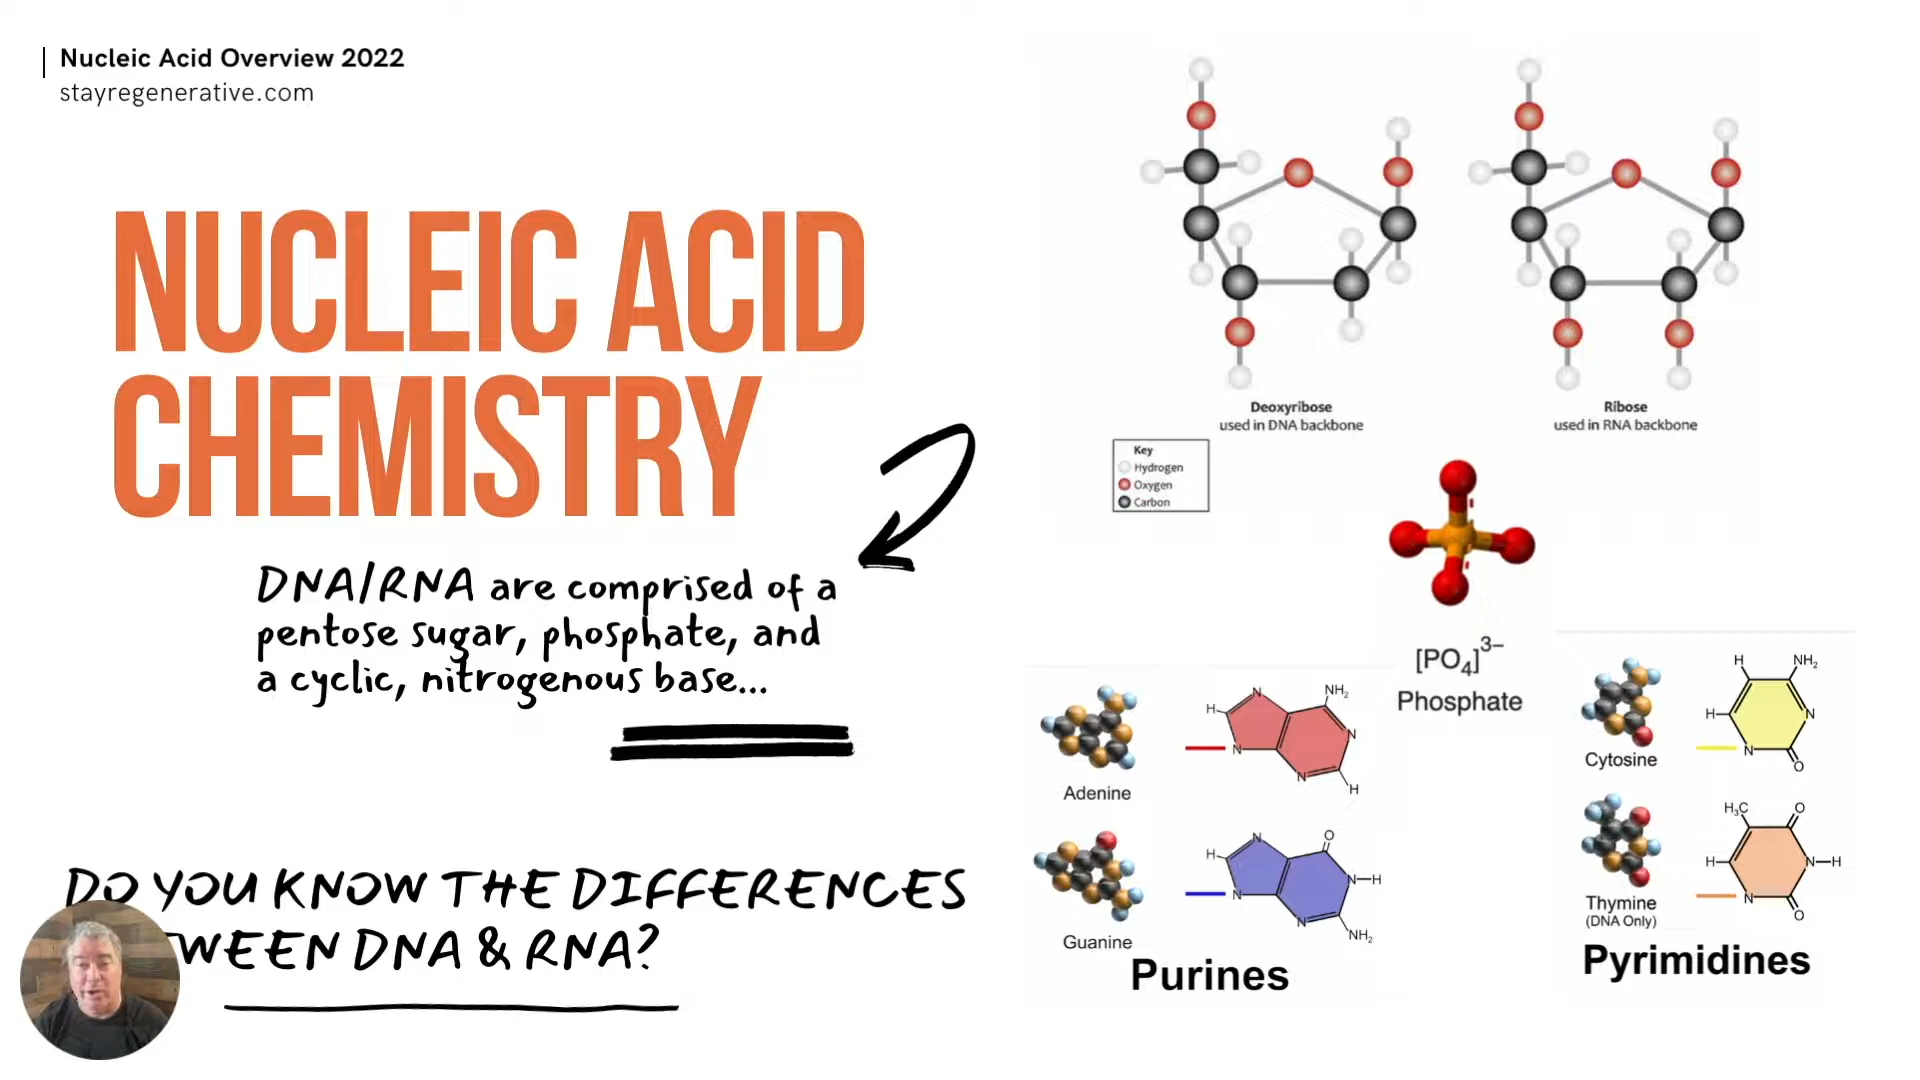 Nucleic Acid Overview 2022
stayregenerative.com
NUCLEIC ACID
CHEMISTRY
DNA/RNA are comprised of a
pentose sugar, phosphate, and
a cyclic, nitrogenous base...
DO YOU KNOW THE DIFFERENCES
WEEN DNA & RNA?
Deoxyribose
used in DNA backbone
Ribose
used in RNA backbone
Key
Hydrogen
Oxygen
Carbon
[PO₄]³⁻
Phosphate
Adenine
H
N
NH₂
N
N
N
H
Guanine
H
N
O
N
N
N—H
NH₂
Purines
Cytosine
H
NH₂
H
N
N
O
Thymine
(DNA Only)
H₃C
O
H
N—H
N
O
Pyrimidines